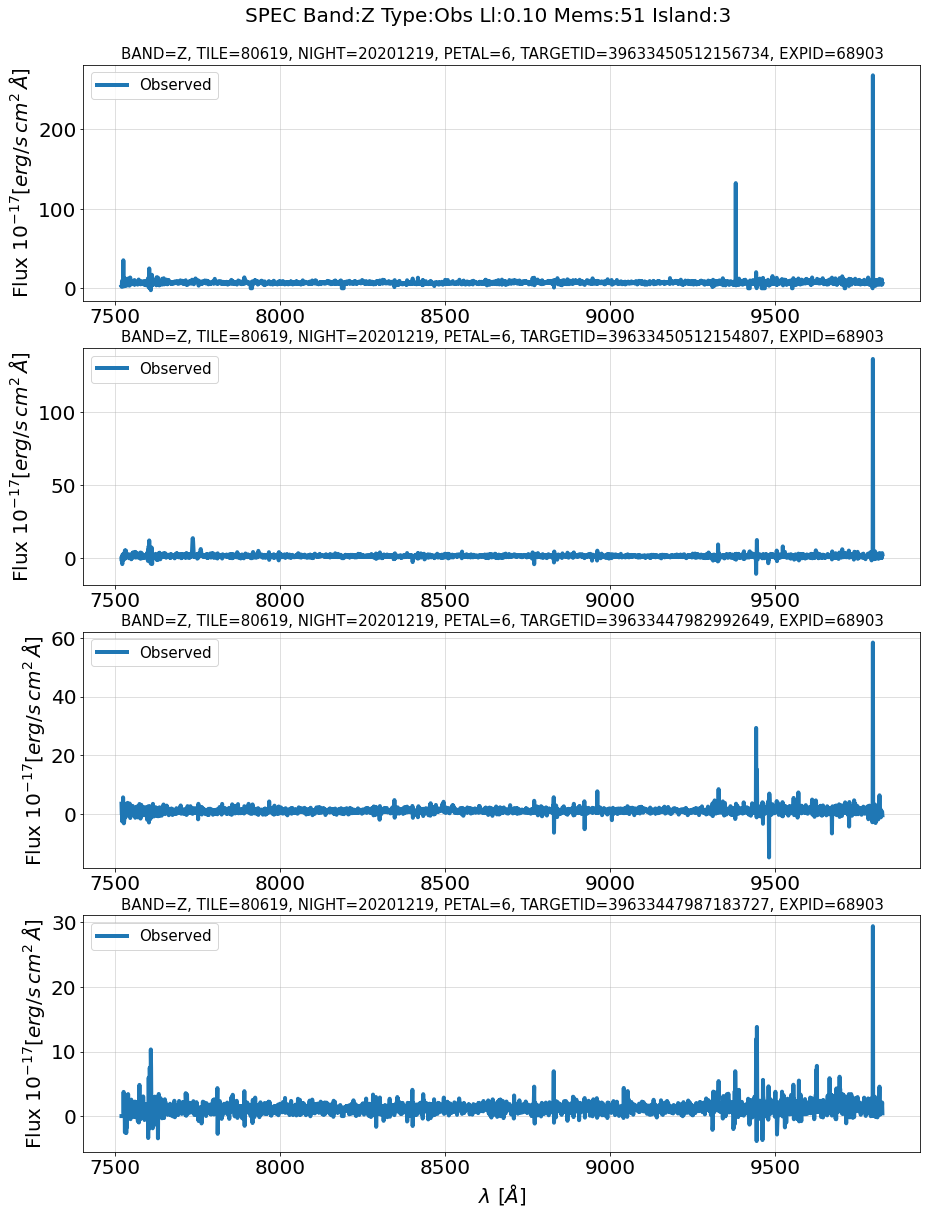 SPEC Band:Z Type:Obs Ll:0.10 Mems:51 Island:3
BAND=Z, TILE=80619, NIGHT=20201219, PETAL=6, TARGETID=39633450512156734, EXPID=68903
Observed
Flux 10^{-17}[erg/s cm^2 Å]
200
100
0
7500 8000 8500 9000 9500
BAND=Z, TILE=80619, NIGHT=20201219, PETAL=6, TARGETID=39633450512154807, EXPID=68903
Observed
Flux 10^{-17}[erg/s cm^2 Å]
100
50
0
7500 8000 8500 9000 9500
BAND=Z, TILE=80619, NIGHT=20201219, PETAL=6, TARGETID=39633447982992649, EXPID=68903
Observed
Flux 10^{-17}[erg/s cm^2 Å]
60
40
20
0
7500 8000 8500 9000 9500
BAND=Z, TILE=80619, NIGHT=20201219, PETAL=6, TARGETID=39633447987183727, EXPID=68903
Observed
Flux 10^{-17}[erg/s cm^2 Å]
30
20
10
0
7500 8000 8500 9000 9500
λ [Å]